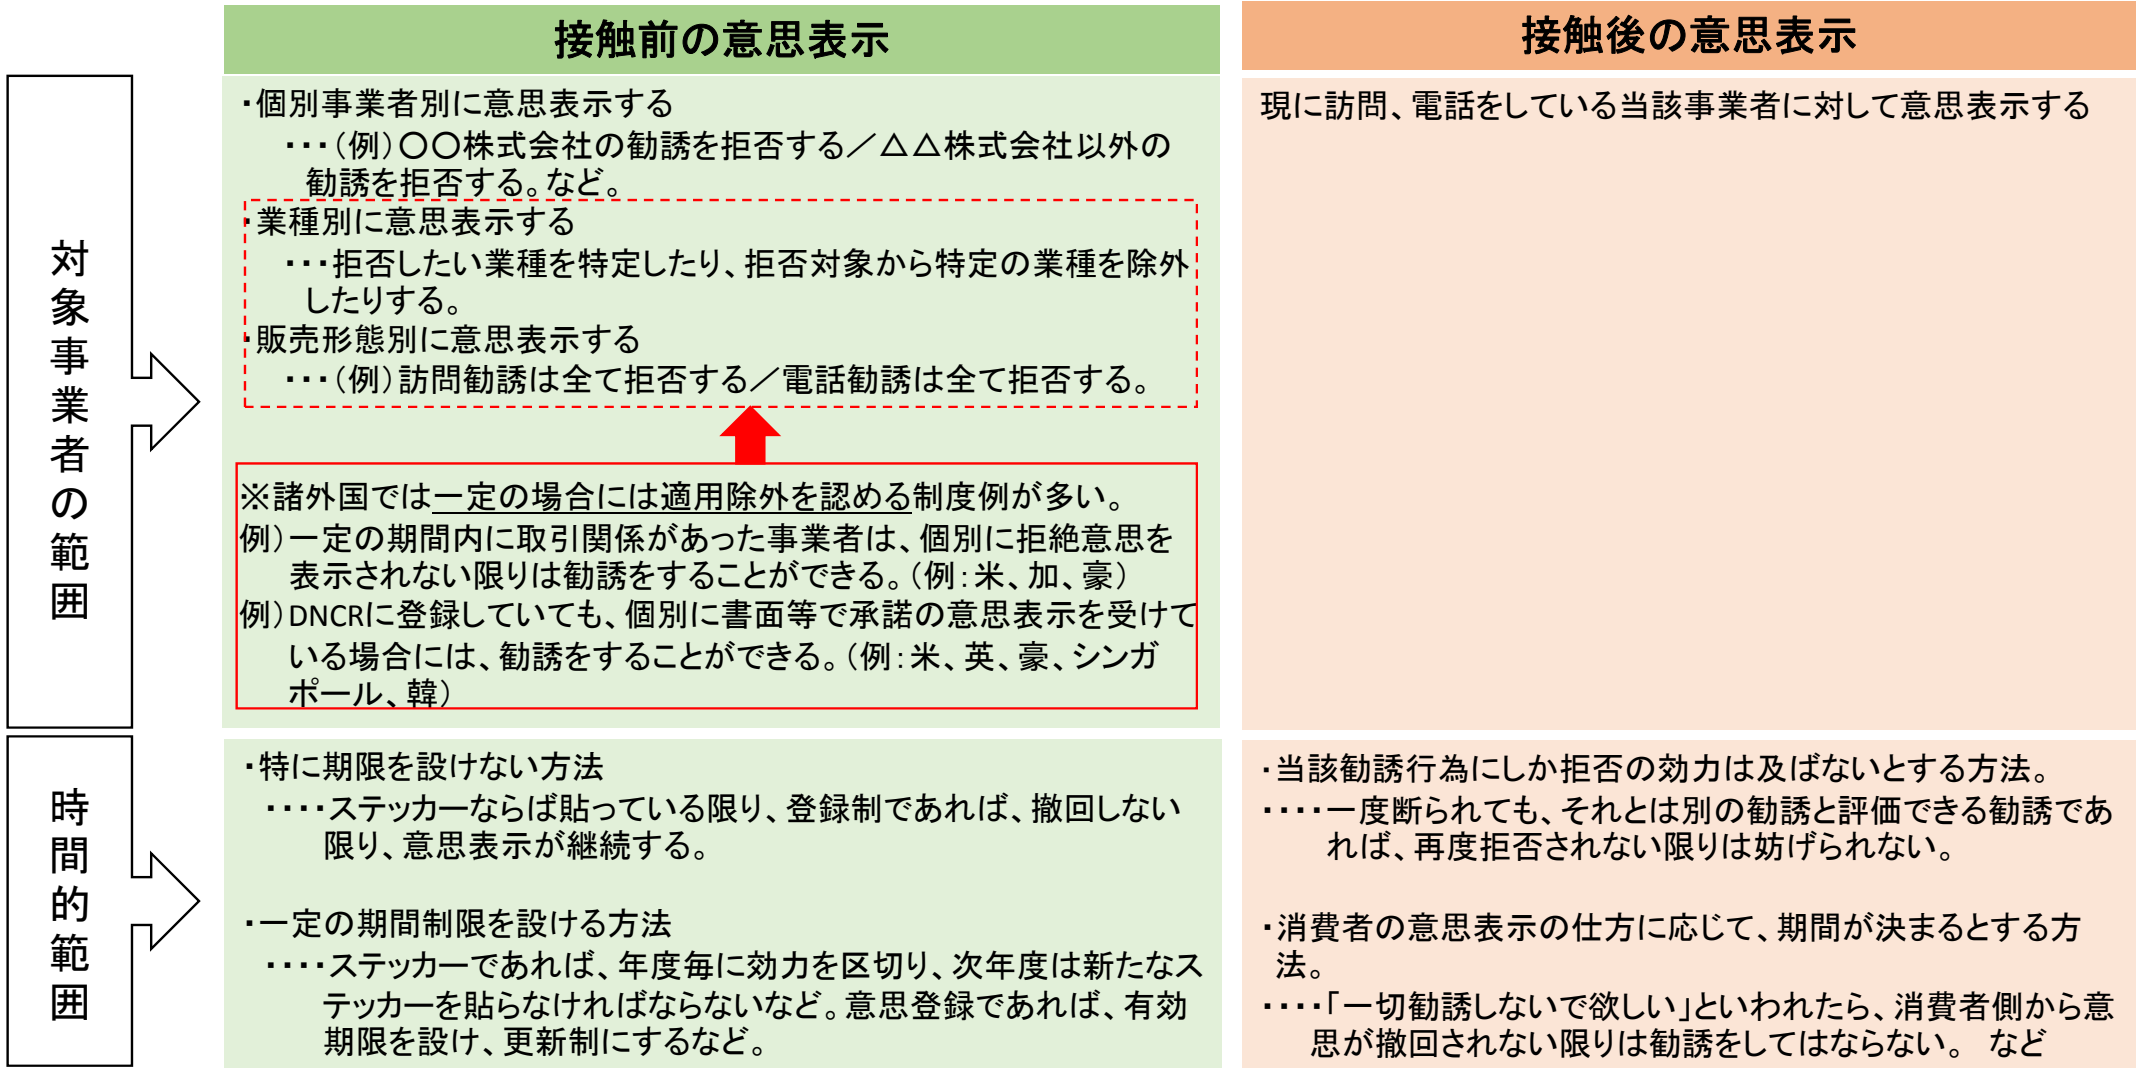 接触前の意思表示
接触後の意思表示
対象事業者の範囲
・個別事業者別に意思表示する
・・・(例)〇〇株式会社の勧誘を拒否する／△△株式会社以外の
勧誘を拒否する。など。
・業種別に意思表示する
・・・拒否したい業種を特定したり、拒否対象から特定の業種を除外
したりする。
・販売形態別に意思表示する
・・・(例)訪問勧誘は全て拒否する／電話勧誘は全て拒否する。
※諸外国では一定の場合には適用除外を認める制度例が多い。
例)一定の期間内に取引関係があった事業者は、個別に拒絶意思を
表示されない限りは勧誘をすることができる。(例:米、加、豪)
例)DNCRに登録していても、個別に書面等で承諾の意思表示を受けて
いる場合には、勧誘をすることができる。(例:米、英、豪、シンガ
ポール、韓)
現に訪問、電話をしている当該事業者に対して意思表示する
時間的範囲
・特に期限を設けない方法
・・・・ステッカーならば貼っている限り、登録制であれば、撤回しない
限り、意思表示が継続する。
・一定の期間制限を設ける方法
・・・・ステッカーであれば、年度毎に効力を区切り、次年度は新たなス
テッカーを貼らなければならないなど。意思登録であれば、有効
期限を設け、更新制にするなど。
・当該勧誘行為にしか拒否の効力は及ばないとする方法。
・・・・一度断られても、それとは別の勧誘と評価できる勧誘であ
れば、再度拒否されない限りは妨げられない。
・消費者の意思表示の仕方に応じて、期間が決まるとする方
法。
・・・・「一切勧誘しないで欲しい」といわれたら、消費者側から意
思が撤回されない限りは勧誘をしてはならない。 など